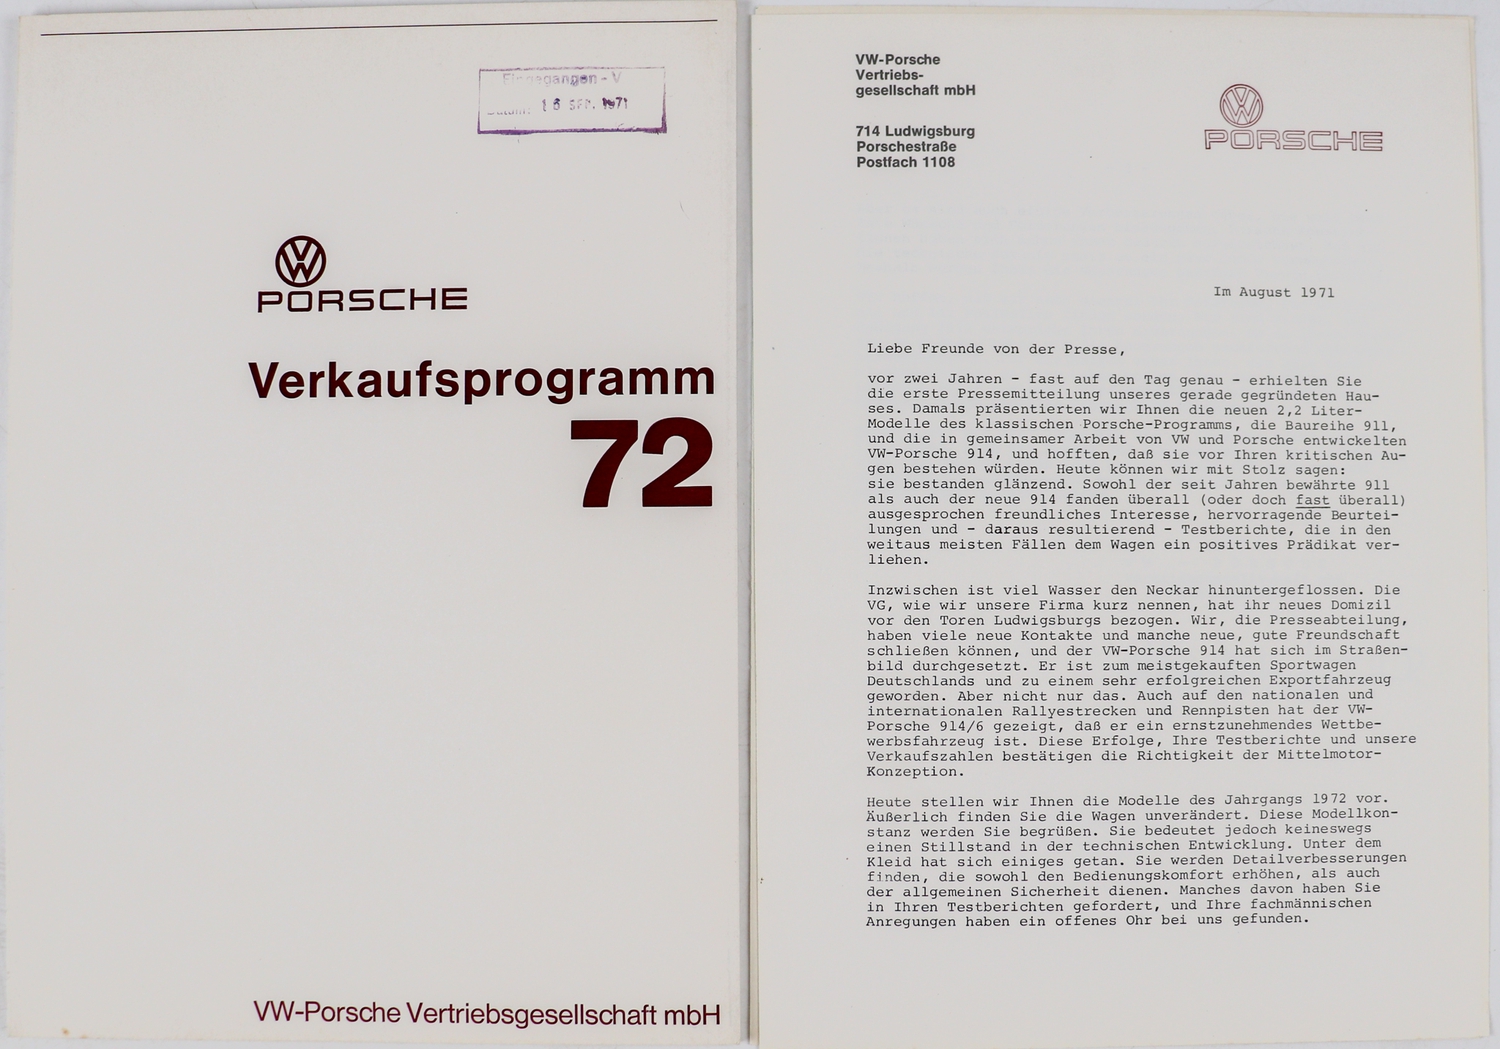 Eingegangen - V
Datum: 16 SEP. 1971
VW
PORSCHE
Verkaufsprogramm
72
VW-Porsche Vertriebsgesellschaft mbH
VW-Porsche
Vertriebs-
gesellschaft mbH
714 Ludwigsburg
Porschestraße
Postfach 1108
VW
PORSCHE
Im August 1971
Liebe Freunde von der Presse,
vor zwei Jahren - fast auf den Tag genau - erhielten Sie
die erste Pressemitteilung unseres gerade gegründeten Hau-
ses. Damals präsentierten wir Ihnen die neuen 2,2 Liter-
Modelle des klassischen Porsche-Programms, die Baureihe 911,
und die in gemeinsamer Arbeit von VW und Porsche entwickelten
VW-Porsche 914, und hofften, daß sie vor Ihren kritischen Au-
gen bestehen würden. Heute können wir mit Stolz sagen:
sie bestanden glänzend. Sowohl der seit Jahren bewährte 911
als auch der neue 914 fanden überall (oder doch fast überall)
ausgesprochen freundliches Interesse, hervorragende Beurtei-
lungen und - daraus resultierend - Testberichte, die in den
weitaus meisten Fällen dem Wagen ein positives Prädikat ver-
liehen.
Inzwischen ist viel Wasser den Neckar hinuntergeflossen. Die
VG, wie wir unsere Firma kurz nennen, hat ihr neues Domizil
vor den Toren Ludwigsburgs bezogen. Wir, die Presseabteilung,
haben viele neue Kontakte und manche neue, gute Freundschaft
schließen können, und der VW-Porsche 914 hat sich im Straßen-
bild durchgesetzt. Er ist zum meistgekauften Sportwagen
Deutschlands und zu einem sehr erfolgreichen Exportfahrzeug
geworden. Aber nicht nur das. Auch auf den nationalen und
internationalen Rallyestrecken und Rennpisten hat der VW-
Porsche 914/6 gezeigt, daß er ein ernstzunehmendes Wettbe-
werbsfahrzeug ist. Diese Erfolge, Ihre Testberichte und unsere
Verkaufszahlen bestätigen die Richtigkeit der Mittelmotor-
Konzeption.
Heute stellen wir Ihnen die Modelle des Jahrgangs 1972 vor.
Äußerlich finden Sie die Wagen unverändert. Diese Modellkon-
stanz werden Sie begrüßen. Sie bedeutet jedoch keineswegs
einen Stillstand in der technischen Entwicklung. Unter dem
Kleid hat sich einiges getan. Sie werden Detailverbesserungen
finden, die sowohl den Bedienungskomfort erhöhen, als auch
der allgemeinen Sicherheit dienen. Manches davon haben Sie
in Ihren Testberichten gefordert, und Ihre fachmännischen
Anregungen haben ein offenes Ohr bei uns gefunden.